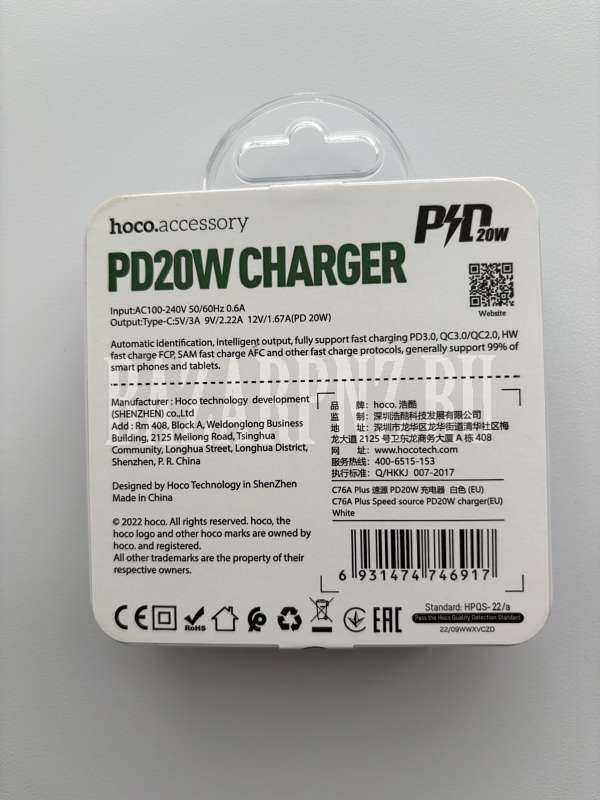 hoco.accessory
PD 20W
PD20W CHARGER
Website
Input:AC100-240V 50/60Hz 0.6A
Output:Type-C:5V/3A 9V/2.22A 12V/1.67A(PD 20W)
Automatic identification, intelligent output, fully support fast charging PD3.0, QC3.0/QC2.0, HW
fast charge FCP, SAM fast charge AFC and other fast charge protocols, generally support 99% of
smart phones and tablets.
BAZARPNZ.RU
Manufacturer : Hoco technology development
(SHENZHEN) co.,Ltd
Add : Rm 408, Block A, Weidonglong Business
Building, 2125 Meilong Road, Tsinghua
Community, Longhua Street, Longhua District,
Shenzhen, P. R. China
Designed by Hoco Technology in ShenZhen
Made in China
© 2022 hoco. All rights reserved. hoco, the
hoco logo and other hoco marks are owned by
hoco. and registered.
All other trademarks are the property of their
respective owners.
品 牌：hoco. 浩酷
监 制：深圳浩酷科技发展有限公司
地 址：深圳市龙华区龙华街道清华社区梅
龙大道 2125 号卫东龙商务大厦 A 栋 408
网 址：www.hocotech.com
服务热线：400-6515-153
执行标准：Q/HKKJ 007-2017
C76A Plus 速源 PD20W 充电器 白色 (EU)
C76A Plus Speed source PD20W charger(EU)
White
6 931474 746917
CE RoHS EAC
Standard: HPQS- 22/a
Pass the Hoco Quality Detection Standard
22/09WWXVCZD